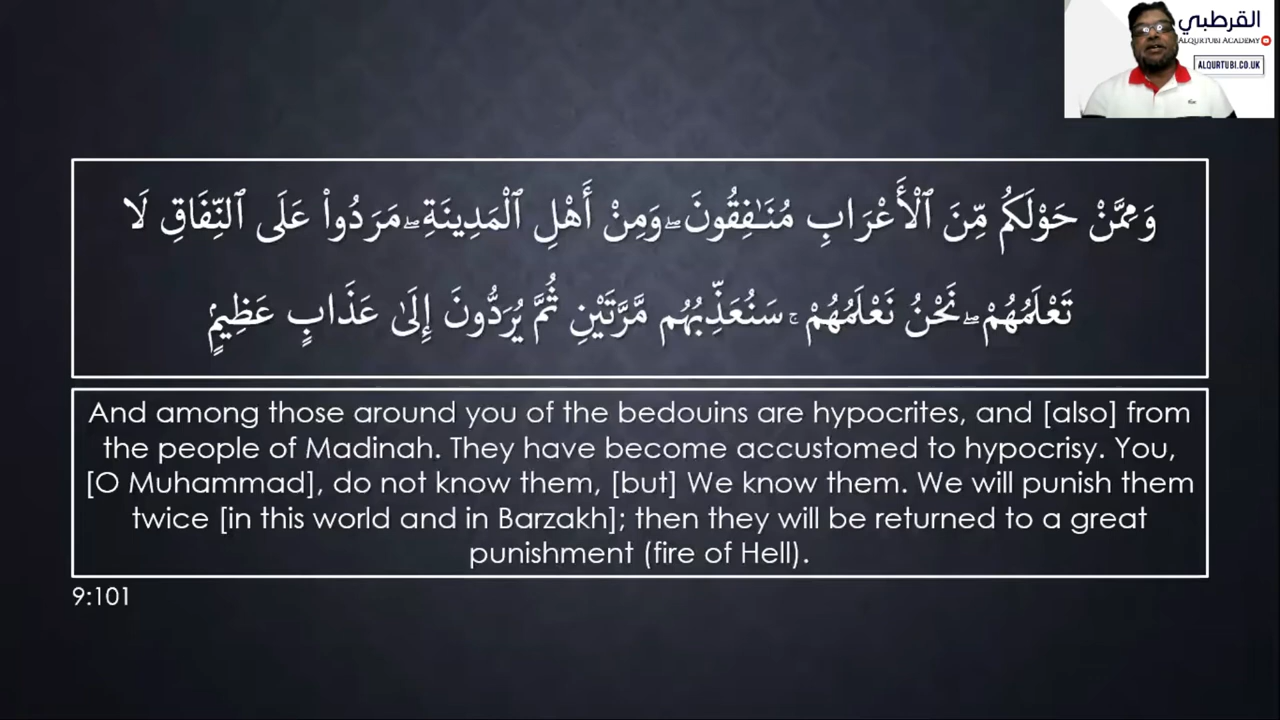 القرطبي
ALQURTUBI ACADEMY
ALQURTUBI.CO.UK
وَمِمَّنْ حَوْلَكُم مِّنَ ٱلْأَعْرَابِ مُنَـٰفِقُونَ ۖ وَمِنْ أَهْلِ ٱلْمَدِينَةِ ۖ مَرَدُوا۟ عَلَى ٱلنِّفَاقِ لَا
تَعْلَمُهُمْ ۖ نَحْنُ نَعْلَمُهُمْ ۚ سَنُعَذِّبُهُم مَّرَّتَيْنِ ثُمَّ يُرَدُّونَ إِلَىٰ عَذَابٍ عَظِيمٍ
And among those around you of the bedouins are hypocrites, and [also] from
the people of Madinah. They have become accustomed to hypocrisy. You,
[O Muhammad], do not know them, [but] We know them. We will punish them
twice [in this world and in Barzakh]; then they will be returned to a great
punishment (fire of Hell).
9:101